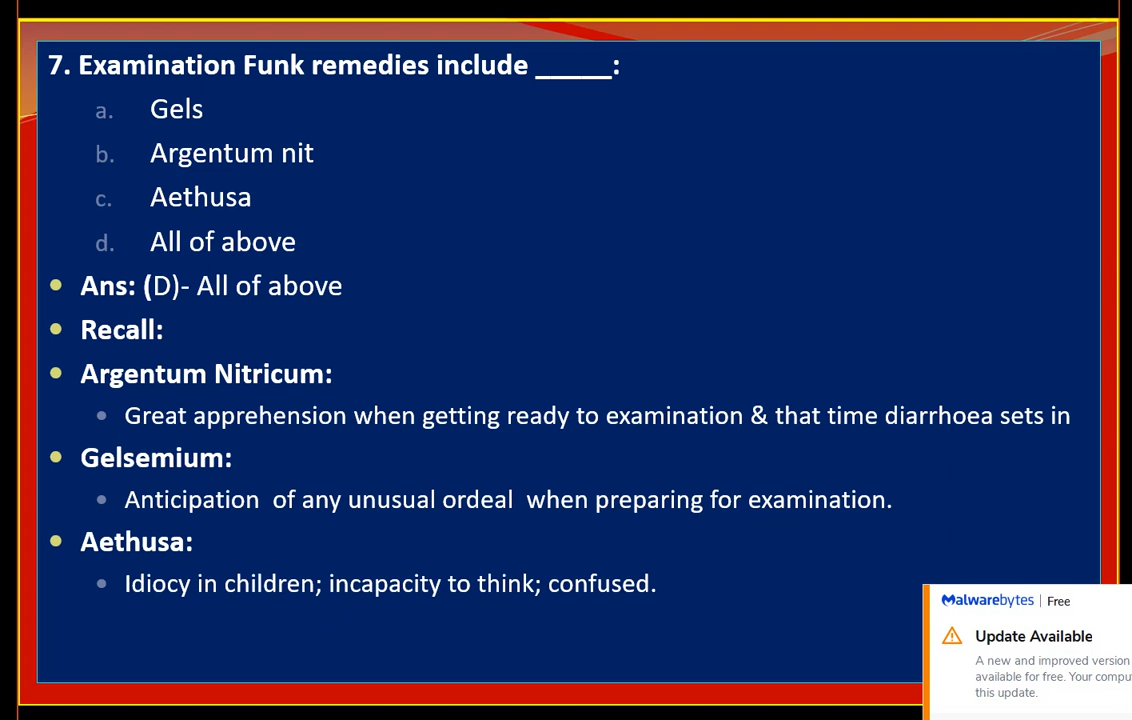 7. Examination Funk remedies include _____:
a. Gels
b. Argentum nit
c. Aethusa
d. All of above
Ans: (D)- All of above
Recall:
Argentum Nitricum:
Great apprehension when getting ready to examination & that time diarrhoea sets in
Gelsemium:
Anticipation of any unusual ordeal when preparing for examination.
Aethusa:
Idiocy in children; incapacity to think; confused.
Malwarebytes | Free
Update Available
A new and improved version
available for free. Your compu
this update.